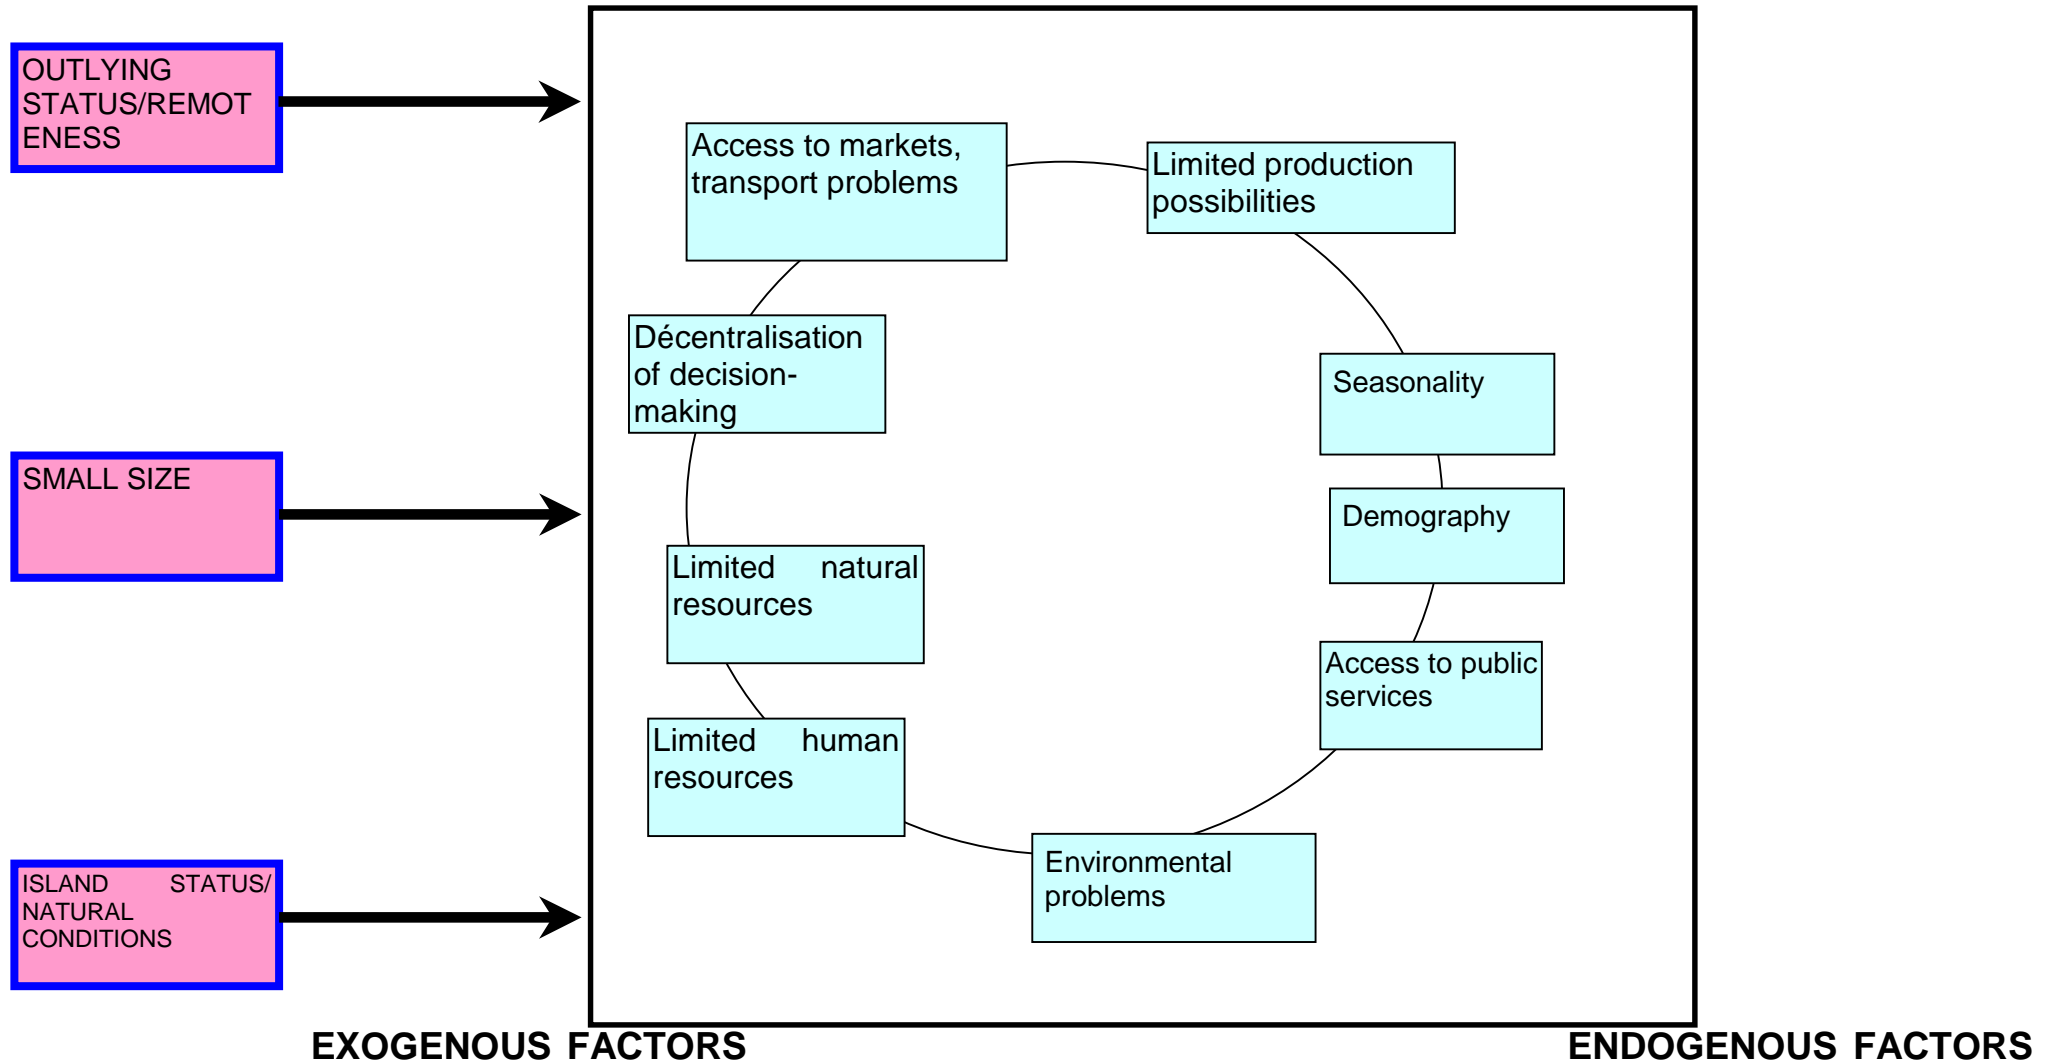 OUTLYING
STATUS/REMOT
ENESS
Access to markets,
transport problems
Limited production
possibilities
Décentralisation
of decision-
making
Seasonality
SMALL SIZE
Demography
Limited natural
resources
Access to public
services
Limited human
resources
Environmental
problems
ISLAND STATUS/
NATURAL
CONDITIONS
EXOGENOUS FACTORS
ENDOGENOUS FACTORS